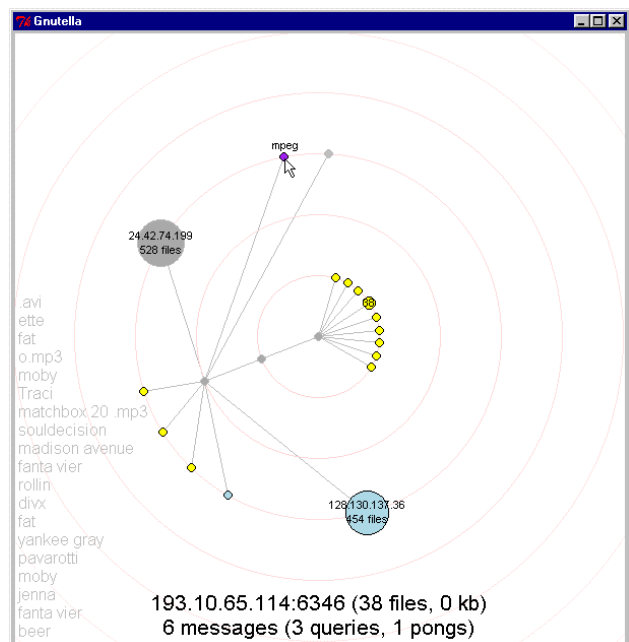 Gnutella
mpeg
24.42.74.199
528 files
38
.avi
ette
fat
o.mp3
moby
Traci
matchbox 20 .mp3
souldecision
madison avenue
fanta vier
rollin
divx
fat
yankee gray
pavarotti
moby
jenna
fanta vier
beer
128.130.137.36
454 files
193.10.65.114:6346 (38 files, 0 kb)
6 messages (3 queries, 1 pongs)